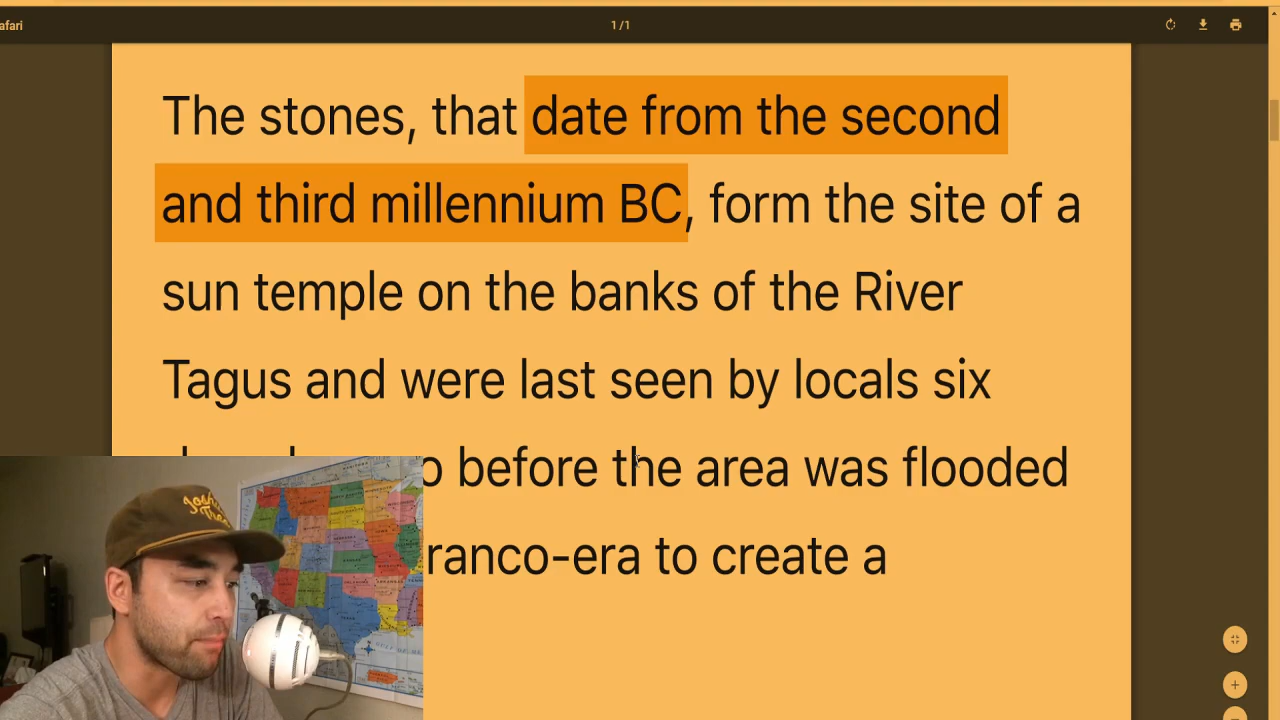 afari
1/1
The stones, that date from the second
and third millennium BC, form the site of a
sun temple on the banks of the River
Tagus and were last seen by locals six
before the area was flooded
ranco-era to create a
Joshua
Tree